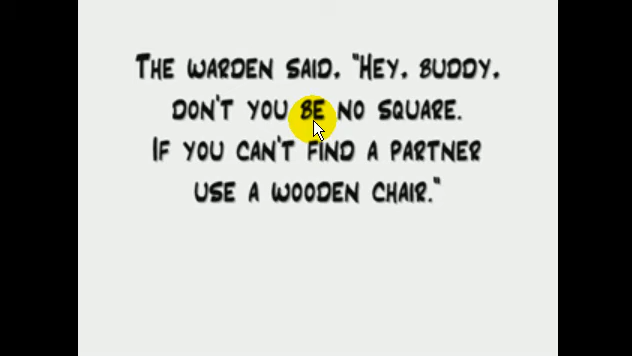 The warden said, "Hey, buddy,
don't you be no square.
If you can't find a partner
use a wooden chair."